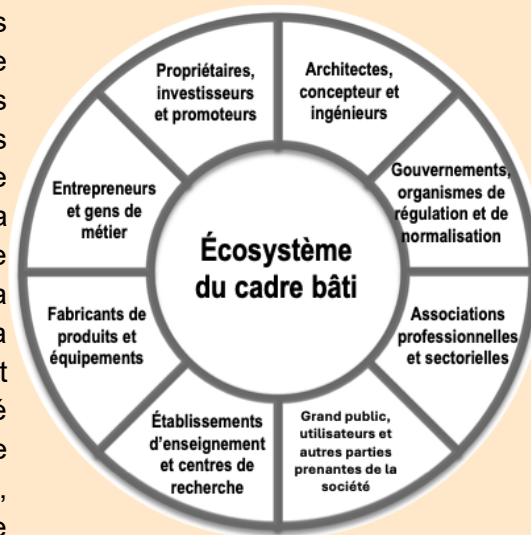 Propriétaires,
investisseurs
et promoteurs
Architectes,
concepteur et
ingénieurs
Gouvernements,
organismes de
régulation et de
normalisation
Associations
professionnelles
et sectorielles
Grand public,
utilisateurs et
autres parties
prenantes de la
société
Établissements
d'enseignement
et centres de
recherche
Fabricants de
produits et
équipements
Entrepreneurs
et gens de
métier
Écosystème
du cadre bâti